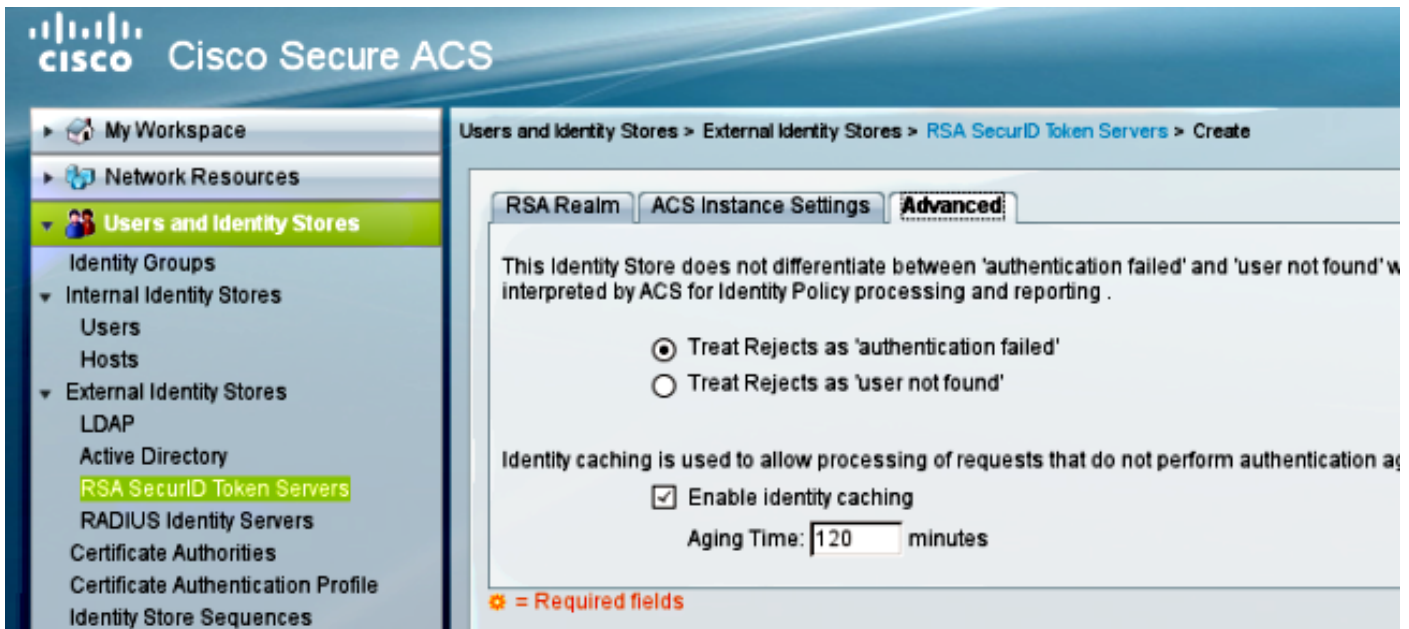 cisco Cisco Secure ACS
My Workspace
Network Resources
Users and Identity Stores
Identity Groups
Internal Identity Stores
Users
Hosts
External Identity Stores
LDAP
Active Directory
RSA SecurID Token Servers
RADIUS Identity Servers
Certificate Authorities
Certificate Authentication Profile
Identity Store Sequences
Users and Identity Stores > External Identity Stores > RSA SecurID Token Servers > Create
RSA Realm ACS Instance Settings Advanced
This Identity Store does not differentiate between 'authentication failed' and 'user not found' w
interpreted by ACS for Identity Policy processing and reporting .
Treat Rejects as 'authentication failed'
Treat Rejects as 'user not found'
Identity caching is used to allow processing of requests that do not perform authentication ag
Enable identity caching
Aging Time: 120 minutes
= Required fields